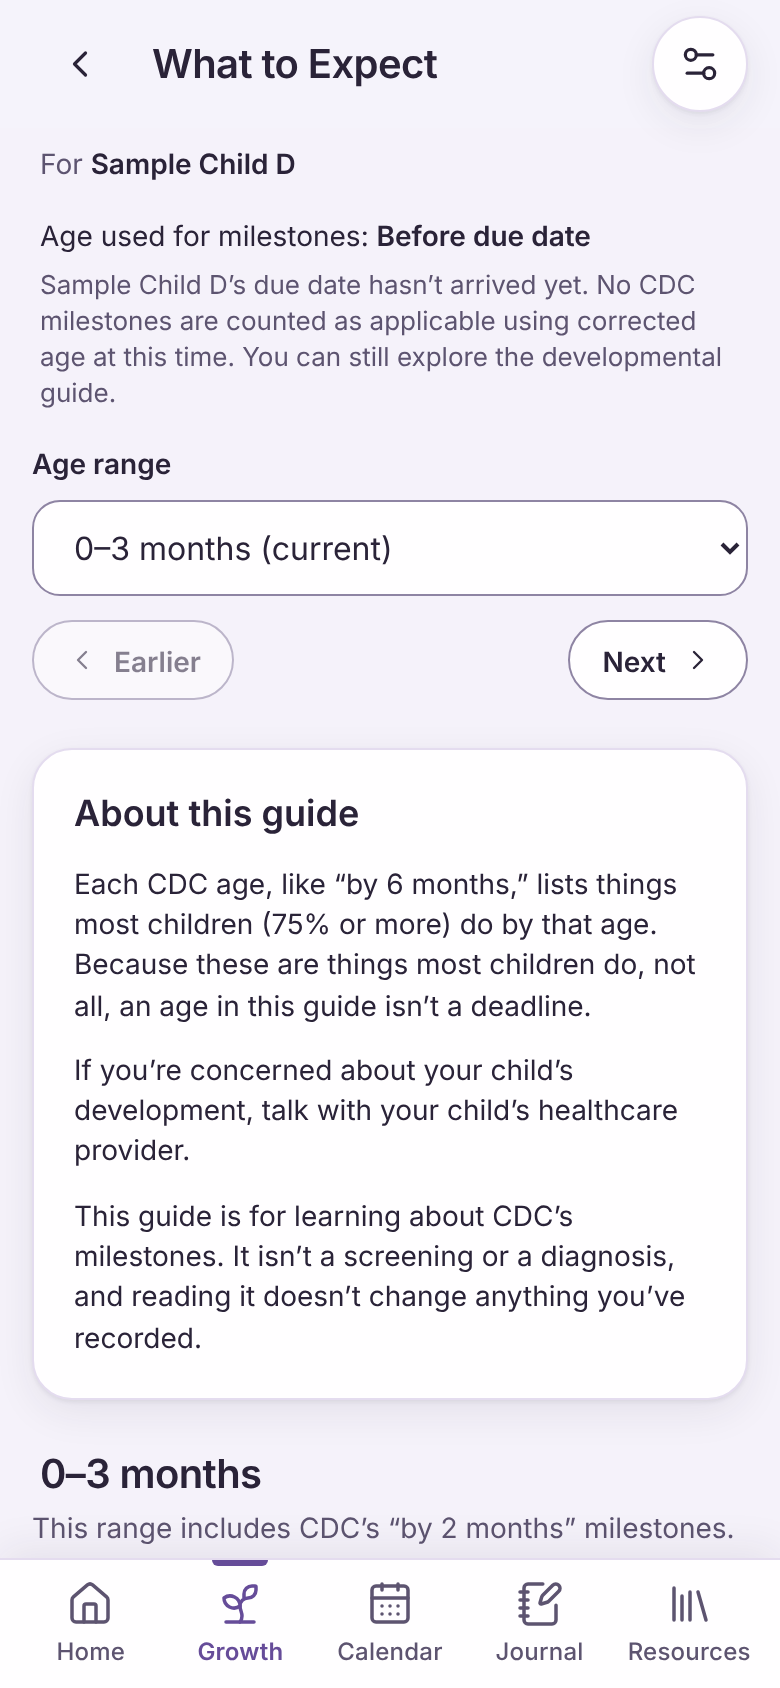 What to Expect
For Sample Child D
Age used for milestones: Before due date
Sample Child D’s due date hasn’t arrived yet. No CDC
milestones are counted as applicable using corrected
age at this time. You can still explore the developmental
guide.
Age range
0–3 months (current)
Earlier
Next
About this guide
Each CDC age, like “by 6 months,” lists things
most children (75% or more) do by that age.
Because these are things most children do, not
all, an age in this guide isn’t a deadline.
If you’re concerned about your child’s
development, talk with your child’s healthcare
provider.
This guide is for learning about CDC’s
milestones. It isn’t a screening or a diagnosis,
and reading it doesn’t change anything you’ve
recorded.
0–3 months
This range includes CDC’s “by 2 months” milestones.
Home
Growth
Calendar
Journal
Resources